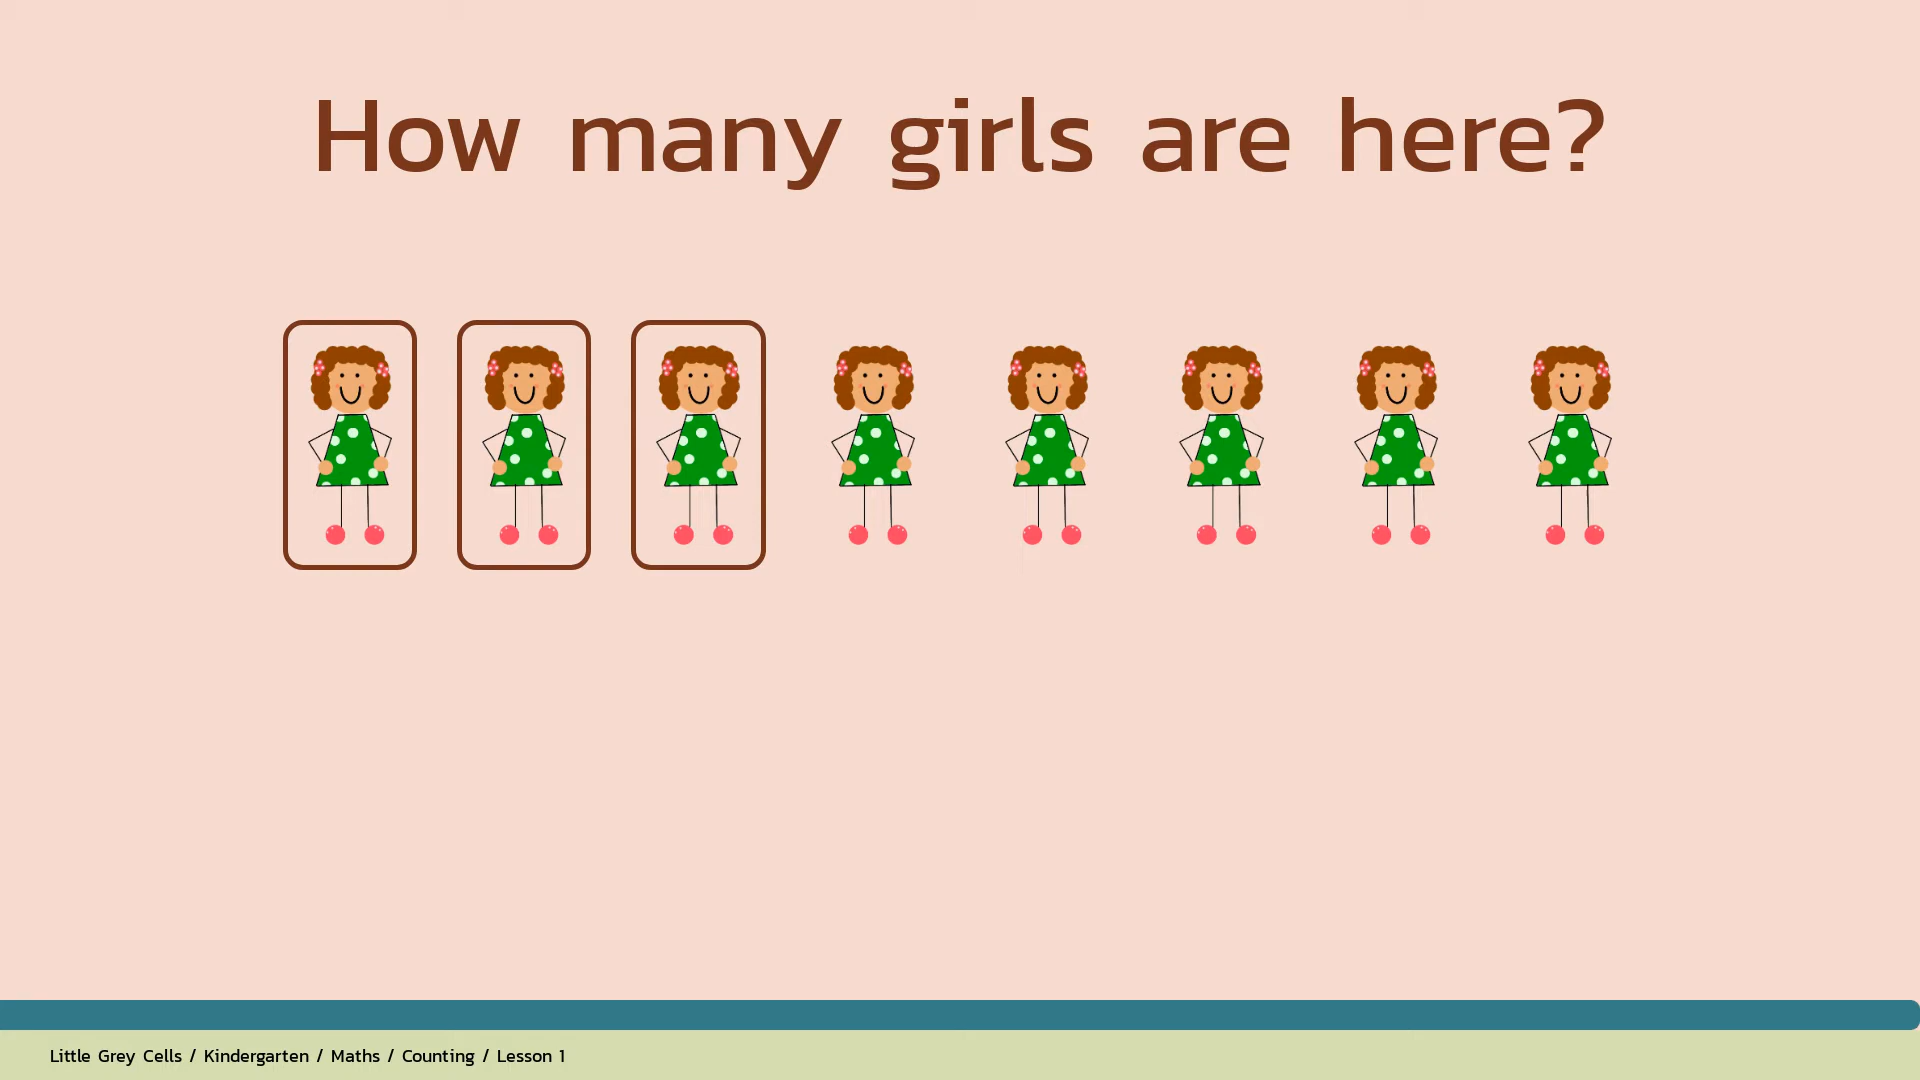 How many girls are here?
Little Grey Cells / Kindergarten / Maths / Counting / Lesson 1